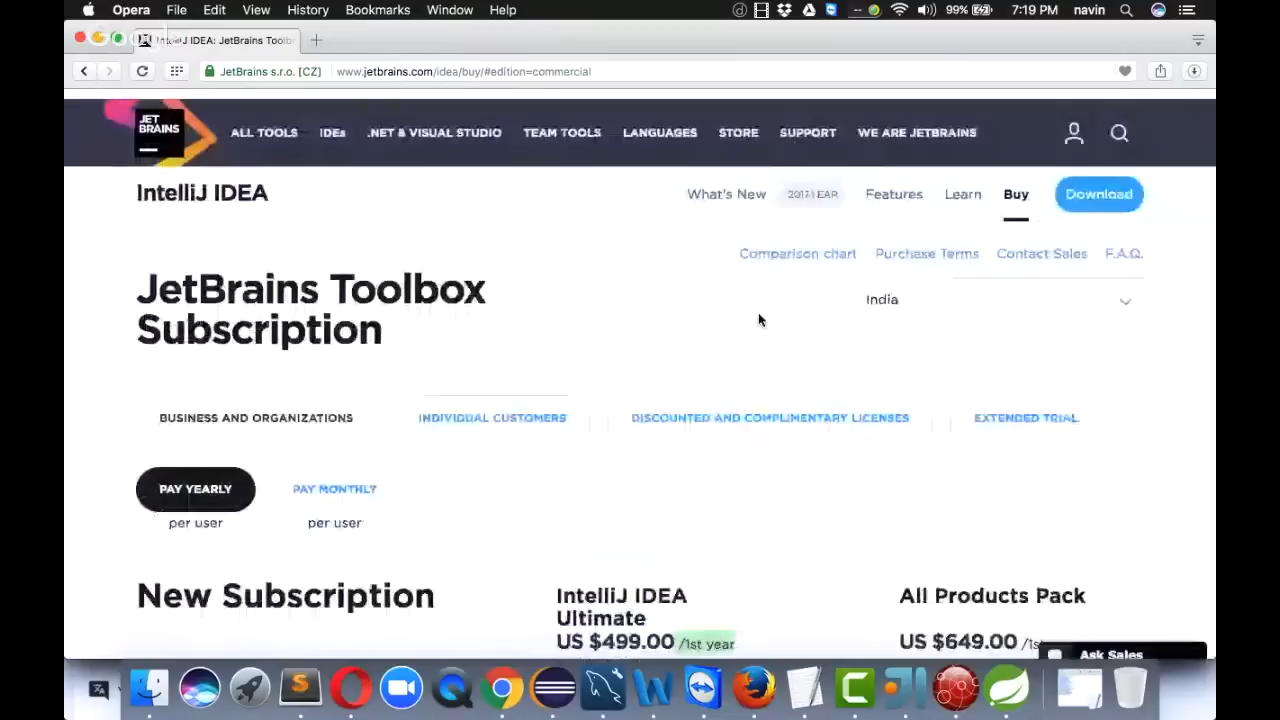 Opera File Edit View History Bookmarks Window Help 99% 7:19 PM navin
IntelliJ IDEA: JetBrains Toolb
JetBrains s.r.o. [CZ] www.jetbrains.com/idea/buy/#edition=commercial
JET
BRAINS
ALL TOOLS IDEs .NET & VISUAL STUDIO TEAM TOOLS LANGUAGES STORE SUPPORT WE ARE JETBRAINS
IntelliJ IDEA What's New 2017.1 EAP Features Learn Buy Download
Comparison chart Purchase Terms Contact Sales F.A.Q.
JetBrains Toolbox
Subscription
India
BUSINESS AND ORGANIZATIONS INDIVIDUAL CUSTOMERS DISCOUNTED AND COMPLIMENTARY LICENSES EXTENDED TRIAL
PAY YEARLY PAY MONTHLY
per user per user
New Subscription
IntelliJ IDEA
Ultimate
US $499.00 /1st year
All Products Pack
US $649.00 /1st
Ask Sales